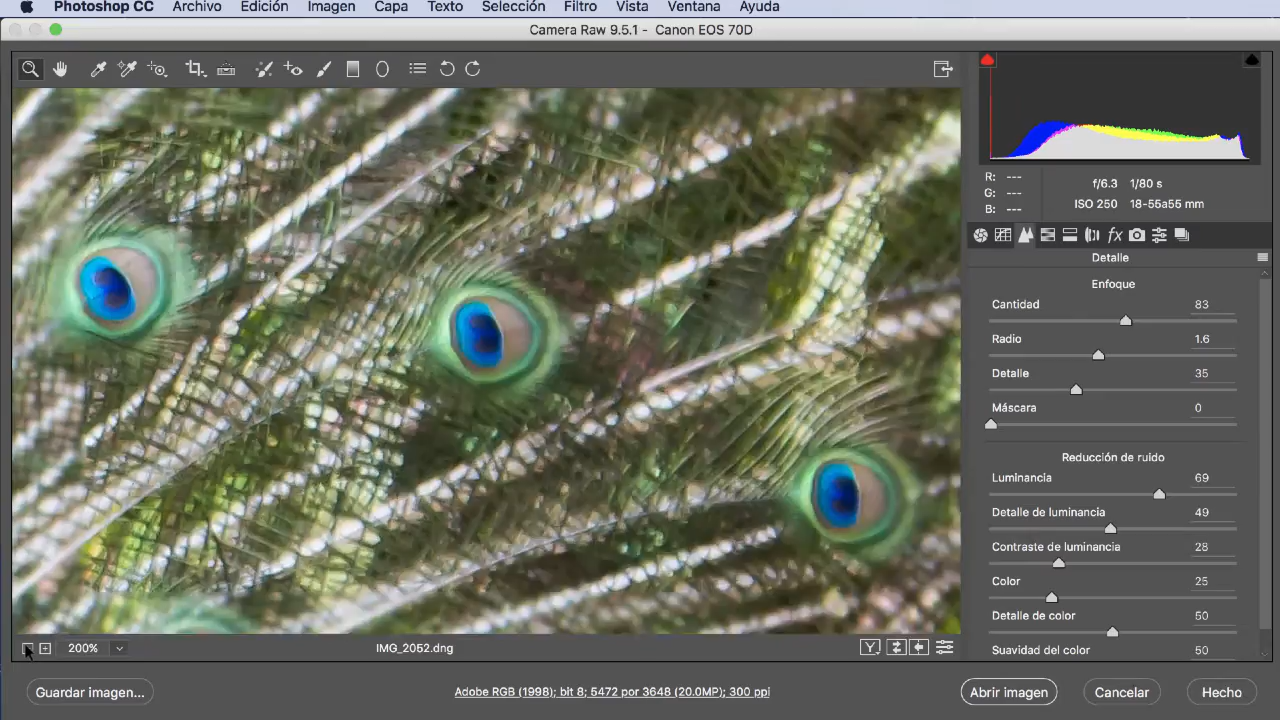 Photoshop CC Archivo Edición Imagen Capa Texto Selección Filtro Vista Ventana Ayuda
Camera Raw 9.5.1 - Canon EOS 70D
R: ---
G: ---
B: ---
f/6.3 1/80 s
ISO 250 18-55a55 mm
fx
Detalle
Enfoque
Cantidad 83
Radio 1.6
Detalle 35
Máscara 0
Reducción de ruido
Luminancia 69
Detalle de luminancia 49
Contraste de luminancia 28
Color 25
Detalle de color 50
Suavidad del color 50
200% IMG_2052.dng Y
Guardar imagen... Adobe RGB (1998); bit 8; 5472 por 3648 (20.0MP); 300 ppi Abrir imagen Cancelar Hecho